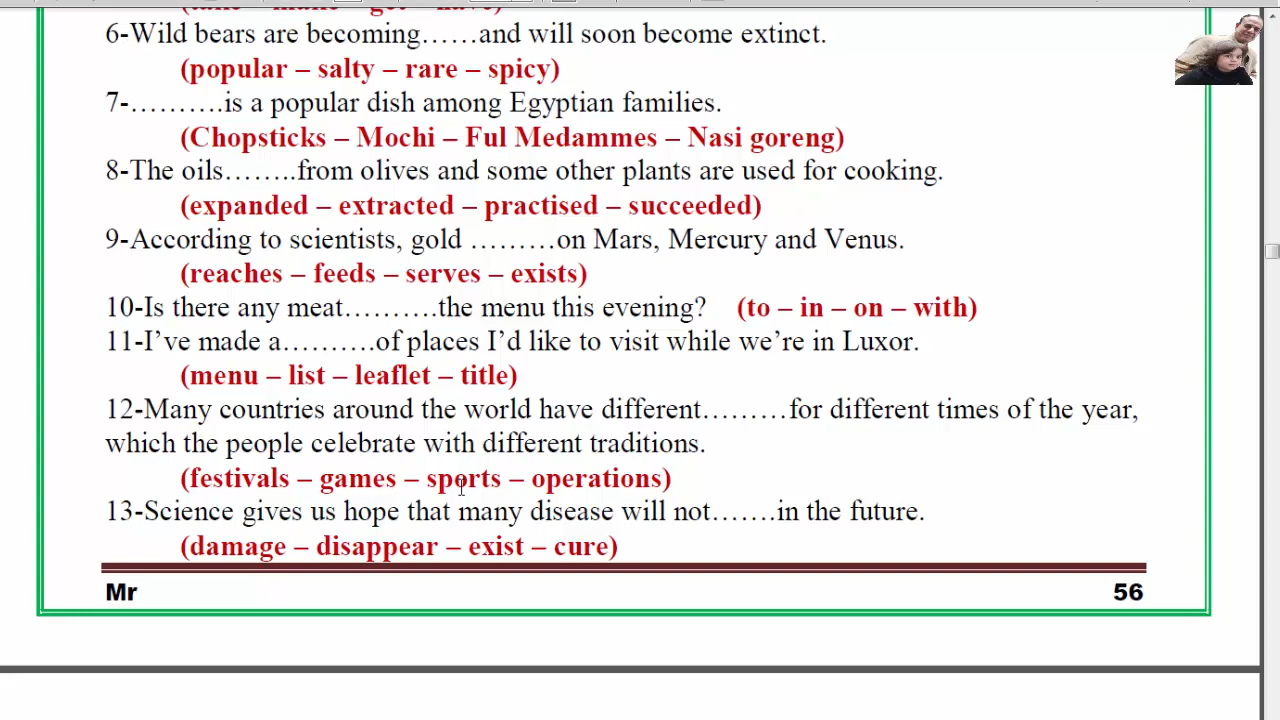 6-Wild bears are becoming……and will soon become extinct.
(popular – salty – rare – spicy)
7-……….is a popular dish among Egyptian families.
(Chopsticks – Mochi – Ful Medammes – Nasi goreng)
8-The oils……..from olives and some other plants are used for cooking.
(expanded – extracted – practised – succeeded)
9-According to scientists, gold ………on Mars, Mercury and Venus.
(reaches – feeds – serves – exists)
10-Is there any meat……….the menu this evening? (to – in – on – with)
11-I’ve made a……….of places I’d like to visit while we’re in Luxor.
(menu – list – leaflet – title)
12-Many countries around the world have different………for different times of the year,
which the people celebrate with different traditions.
(festivals – games – sports – operations)
13-Science gives us hope that many disease will not…….in the future.
(damage – disappear – exist – cure)
Mr 56